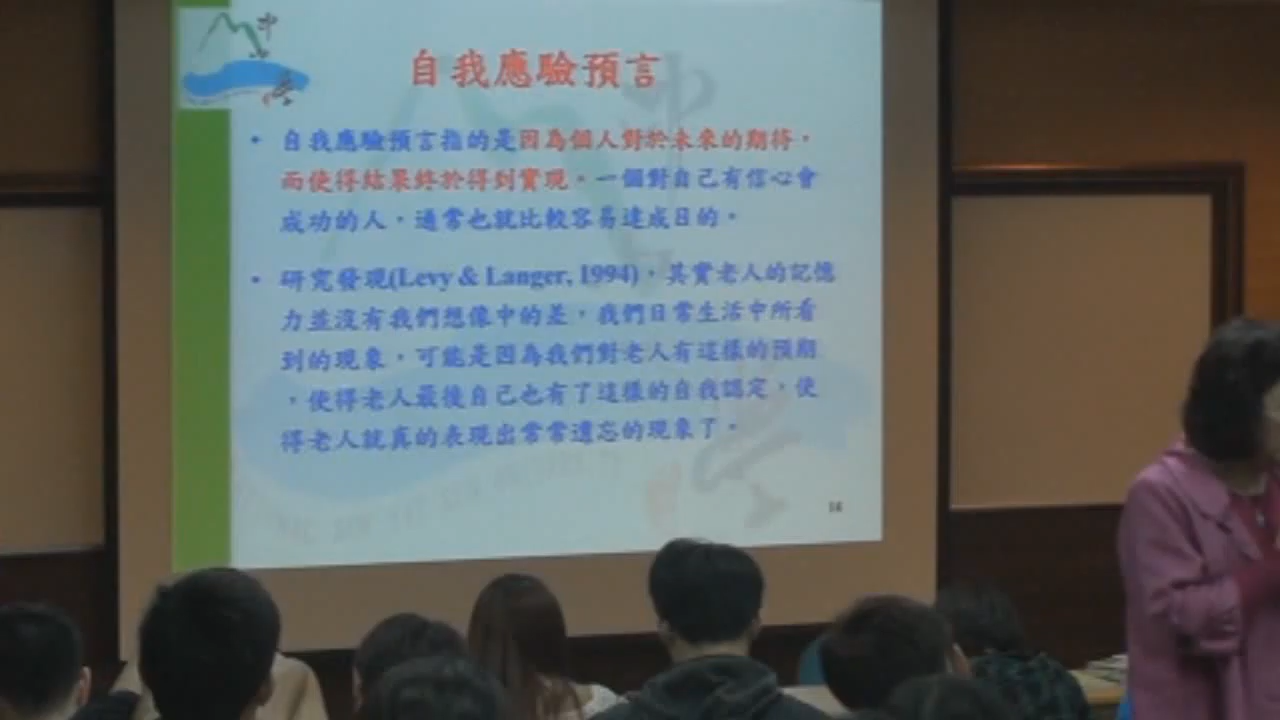 中
自我應驗預言
• 自我應驗預言指的是因為個人對於未來的期待，
而使得結果終於得到實現。一個對自己有信心會
成功的人，通常也就比較容易達成目的。
• 研究發現(Levy & Langer, 1994)，其實老人的記憶
力並沒有我們想像中的差，我們日常生活中所看
到的現象，可能是因為我們對老人有這樣的預期
，使得老人最後自己也有了這樣的自我認定，使
得老人就真的表現出常常遺忘的現象了。